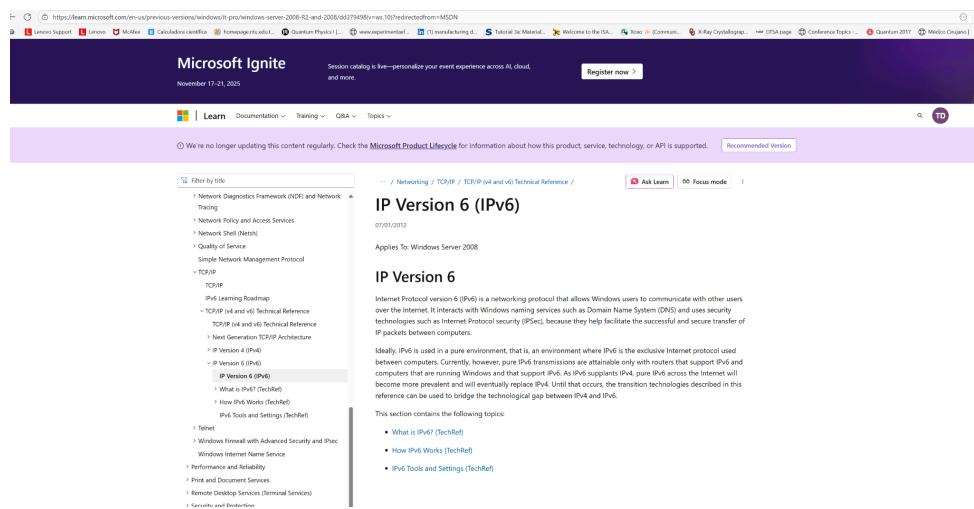 https://learn.microsoft.com/en-us/previous-versions/windows/it-pro/windows-server-2008-R2-and-2008/dd379498(v=ws.10)?redirectedfrom=MSDN
Lenovo Support Lenovo McAfee Calculadora científica homepage.ntu.edu.t... Quantum Physics I |... www.experimentael... (1) manufacturing d... Tutorial 3a: Material... Welcome to the ISA... (Communi... X-Ray Crystallograp... page Conference Topics -... Quantum 2017 Médico Cirujano |
Microsoft Ignite
November 17–21, 2025
Session catalog is live—personalize your event experience across AI, cloud,
and more.
Register now >
Learn Documentation Training Q&A Topics
TD
We're no longer updating this content regularly. Check the Microsoft Product Lifecycle for information about how this product, service, technology, or API is supported. Recommended Version
Filter by title
Network Diagnostics Framework (NDF) and Network
Tracing
Network Policy and Access Services
Network Shell (Netsh)
Quality of Service
Simple Network Management Protocol
TCP/IP
TCP/IP
IPv6 Learning Roadmap
TCP/IP (v4 and v6) Technical Reference
TCP/IP (v4 and v6) Technical Reference
Next Generation TCP/IP Architecture
IP Version 4 (IPv4)
IP Version 6 (IPv6)
IP Version 6 (IPv6)
What is IPv6? (TechRef)
How IPv6 Works (TechRef)
IPv6 Tools and Settings (TechRef)
Telnet
Windows Firewall with Advanced Security and IPsec
Windows Internet Name Service
Performance and Reliability
Print and Document Services
Remote Desktop Services (Terminal Services)
Security and Protection
··· / Networking / TCP/IP / TCP/IP (v4 and v6) Technical Reference /
Ask Learn Focus mode
IP Version 6 (IPv6)
07/01/2012
Applies To: Windows Server 2008
IP Version 6
Internet Protocol version 6 (IPv6) is a networking protocol that allows Windows users to communicate with other users
over the Internet. It interacts with Windows naming services such as Domain Name System (DNS) and uses security
technologies such as Internet Protocol security (IPSec), because they help facilitate the successful and secure transfer of
IP packets between computers.
Ideally, IPv6 is used in a pure environment, that is, an environment where IPv6 is the exclusive Internet protocol used
between computers. Currently, however, pure IPv6 transmissions are attainable only with routers that support IPv6 and
computers that are running Windows and that support IPv6. As IPv6 supplants IPv4, pure IPv6 across the Internet will
become more prevalent and will eventually replace IPv4. Until that occurs, the transition technologies described in this
reference can be used to bridge the technological gap between IPv4 and IPv6.
This section contains the following topics:
• What is IPv6? (TechRef)
• How IPv6 Works (TechRef)
• IPv6 Tools and Settings (TechRef)